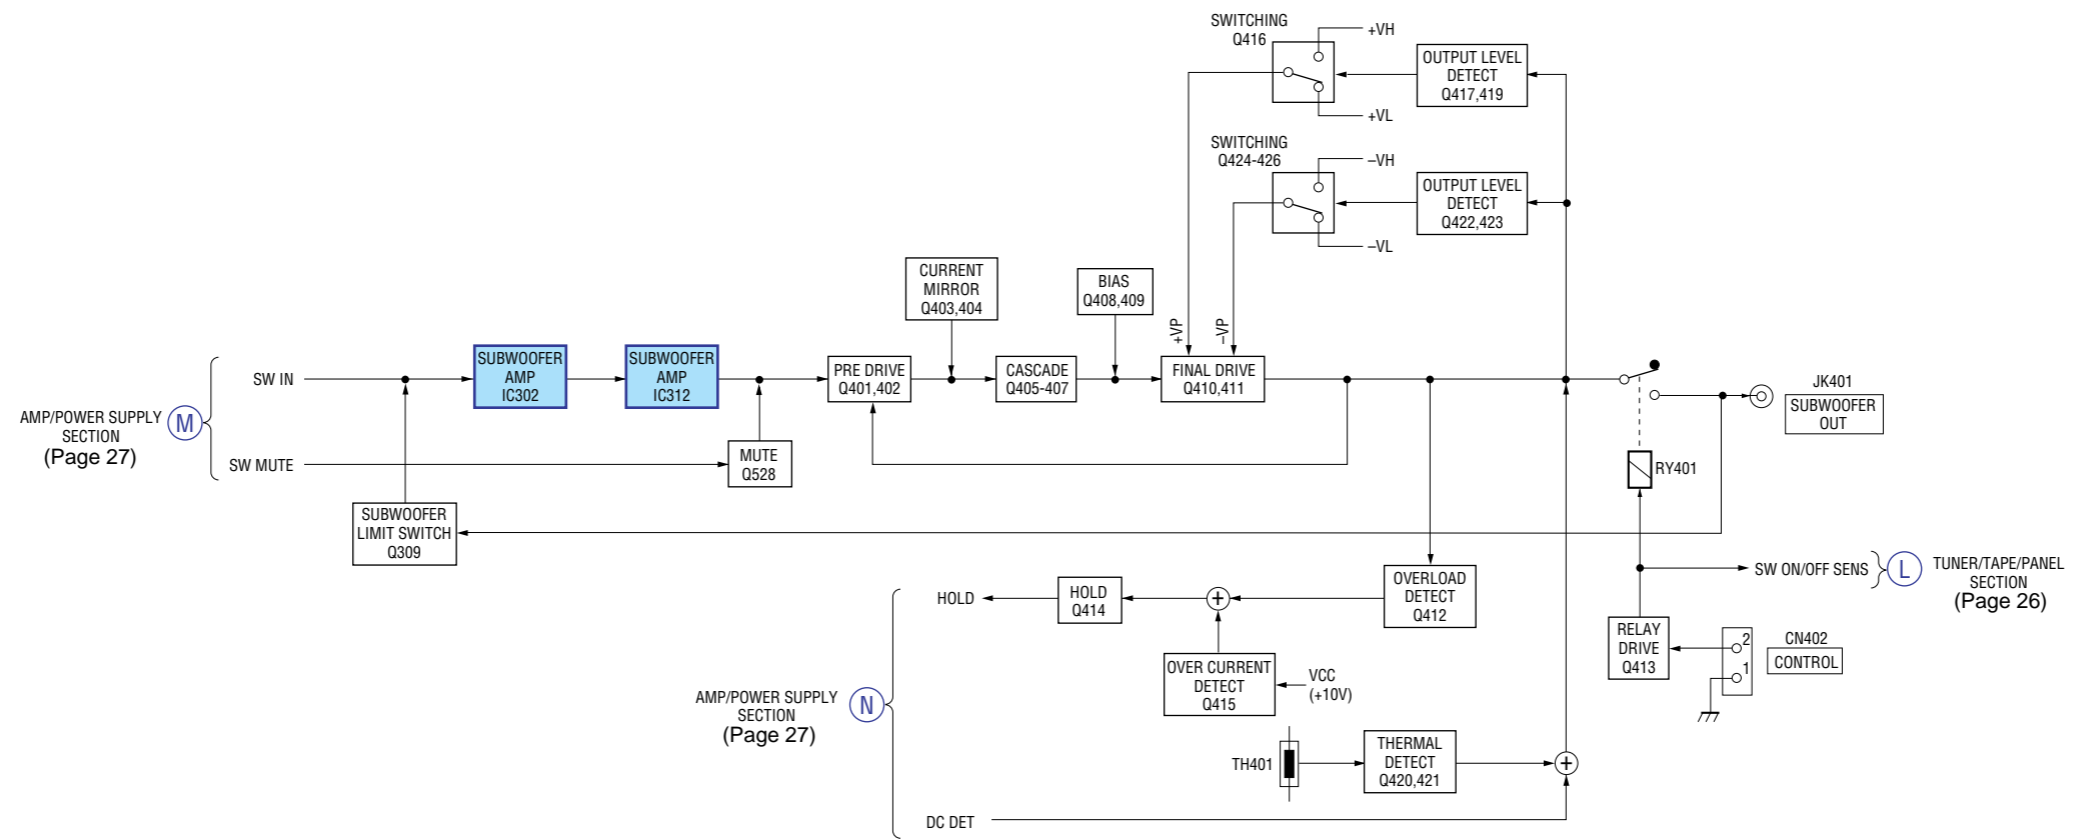 SWITCHING
Q416
+VH
+VL
OUTPUT LEVEL
DETECT
Q417,419
SWITCHING
Q424-426
–VH
–VL
OUTPUT LEVEL
DETECT
Q422,423
CURRENT
MIRROR
Q403,404
BIAS
Q408,409
+VP
–VP
SW IN
SUBWOOFER
AMP
IC302
SUBWOOFER
AMP
IC312
PRE DRIVE
Q401,402
CASCADE
Q405-407
FINAL DRIVE
Q410,411
JK401
SUBWOOFER
OUT
AMP/POWER SUPPLY
SECTION
(Page 27)
M
SW MUTE
MUTE
Q528
RY401
SUBWOOFER
LIMIT SWITCH
Q309
SW ON/OFF SENS
L
TUNER/TAPE/PANEL
SECTION
(Page 26)
HOLD
HOLD
Q414
+
OVERLOAD
DETECT
Q412
RELAY
DRIVE
Q413
2
1
CN402
CONTROL
OVER CURRENT
DETECT
Q415
VCC
(+10V)
AMP/POWER SUPPLY
SECTION
(Page 27)
N
TH401
THERMAL
DETECT
Q420,421
+
DC DET